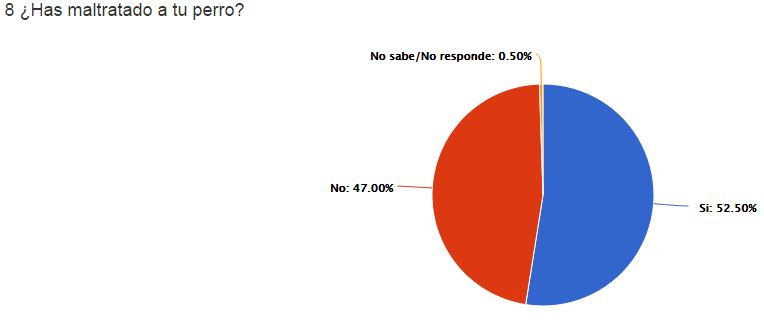 8 ¿Has maltratado a tu perro?
No sabe/No responde: 0.50%
No: 47.00%
Si: 52.50%